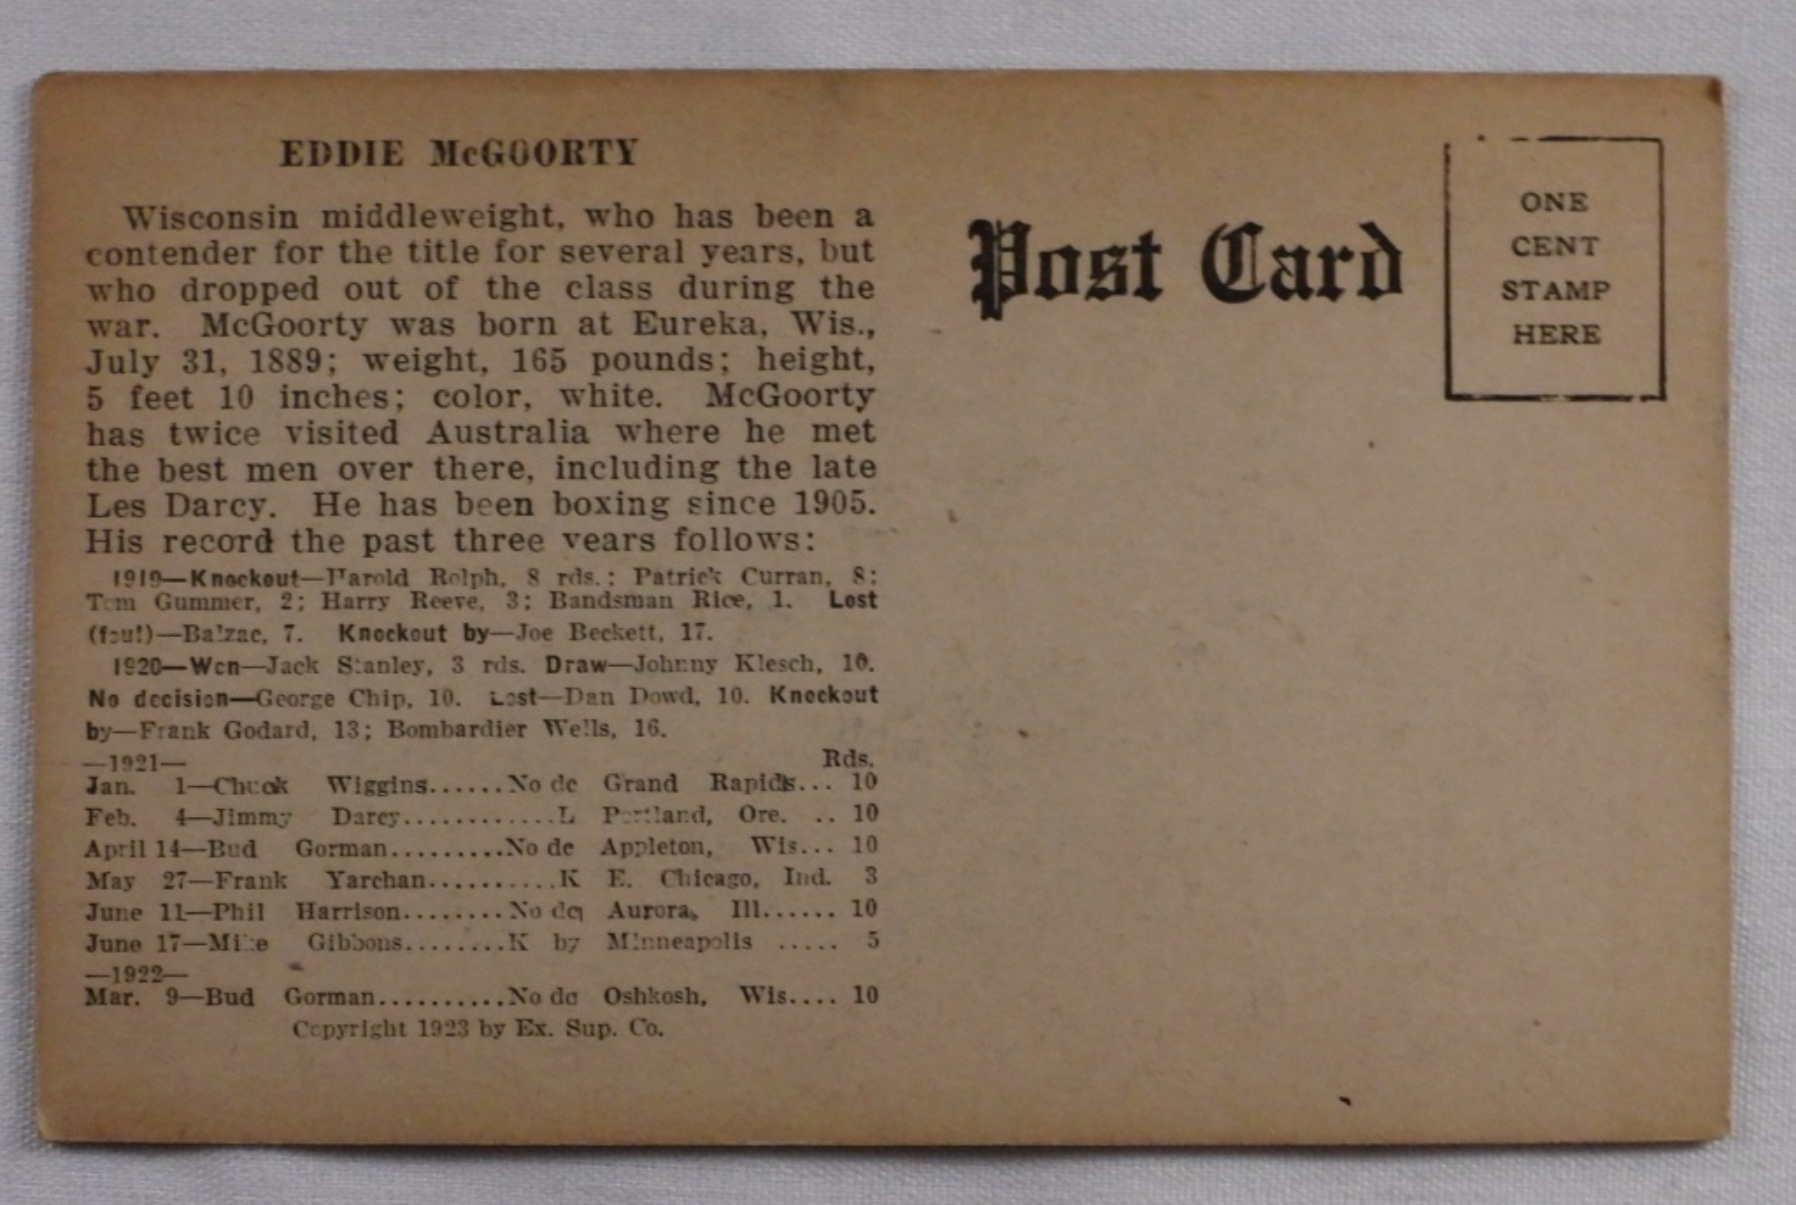 EDDIE McGOORTY
Wisconsin middleweight, who has been a
contender for the title for several years, but
who dropped out of the class during the
war. McGoorty was born at Eureka, Wis.,
July 31, 1889; weight, 165 pounds; height,
5 feet 10 inches; color, white. McGoorty
has twice visited Australia where he met
the best men over there, including the late
Les Darcy. He has been boxing since 1905.
His record the past three years follows:
1919—Knockout—Harold Rolph, 8 rds.; Patrick Curran, 8;
Tom Gummer, 2; Harry Reeve, 3; Bandsman Rice, 1. Lost
(foul)—Balzac, 7. Knockout by—Joe Beckett, 17.
1920—Won—Jack Stanley, 3 rds. Draw—Johnny Klesch, 10.
No decision—George Chip, 10. Lost—Dan Dowd, 10. Knockout
by—Frank Godard, 13; Bombardier Wells, 16.
—1921— Rds.
Jan. 1—Chuck Wiggins......No dc Grand Rapids... 10
Feb. 4—Jimmy Darcy............L Portland, Ore. .. 10
April 14—Bud Gorman.........No de Appleton, Wis... 10
May 27—Frank Yarchan..........K E. Chicago, Ind. 3
June 11—Phil Harrison........No de Aurora, Ill...... 10
June 17—Mike Gibbons........K by Minneapolis ..... 5
—1922—
Mar. 9—Bud Gorman..........No de Oshkosh, Wis.... 10
Copyright 1923 by Ex. Sup. Co.
Post Card
ONE
CENT
STAMP
HERE